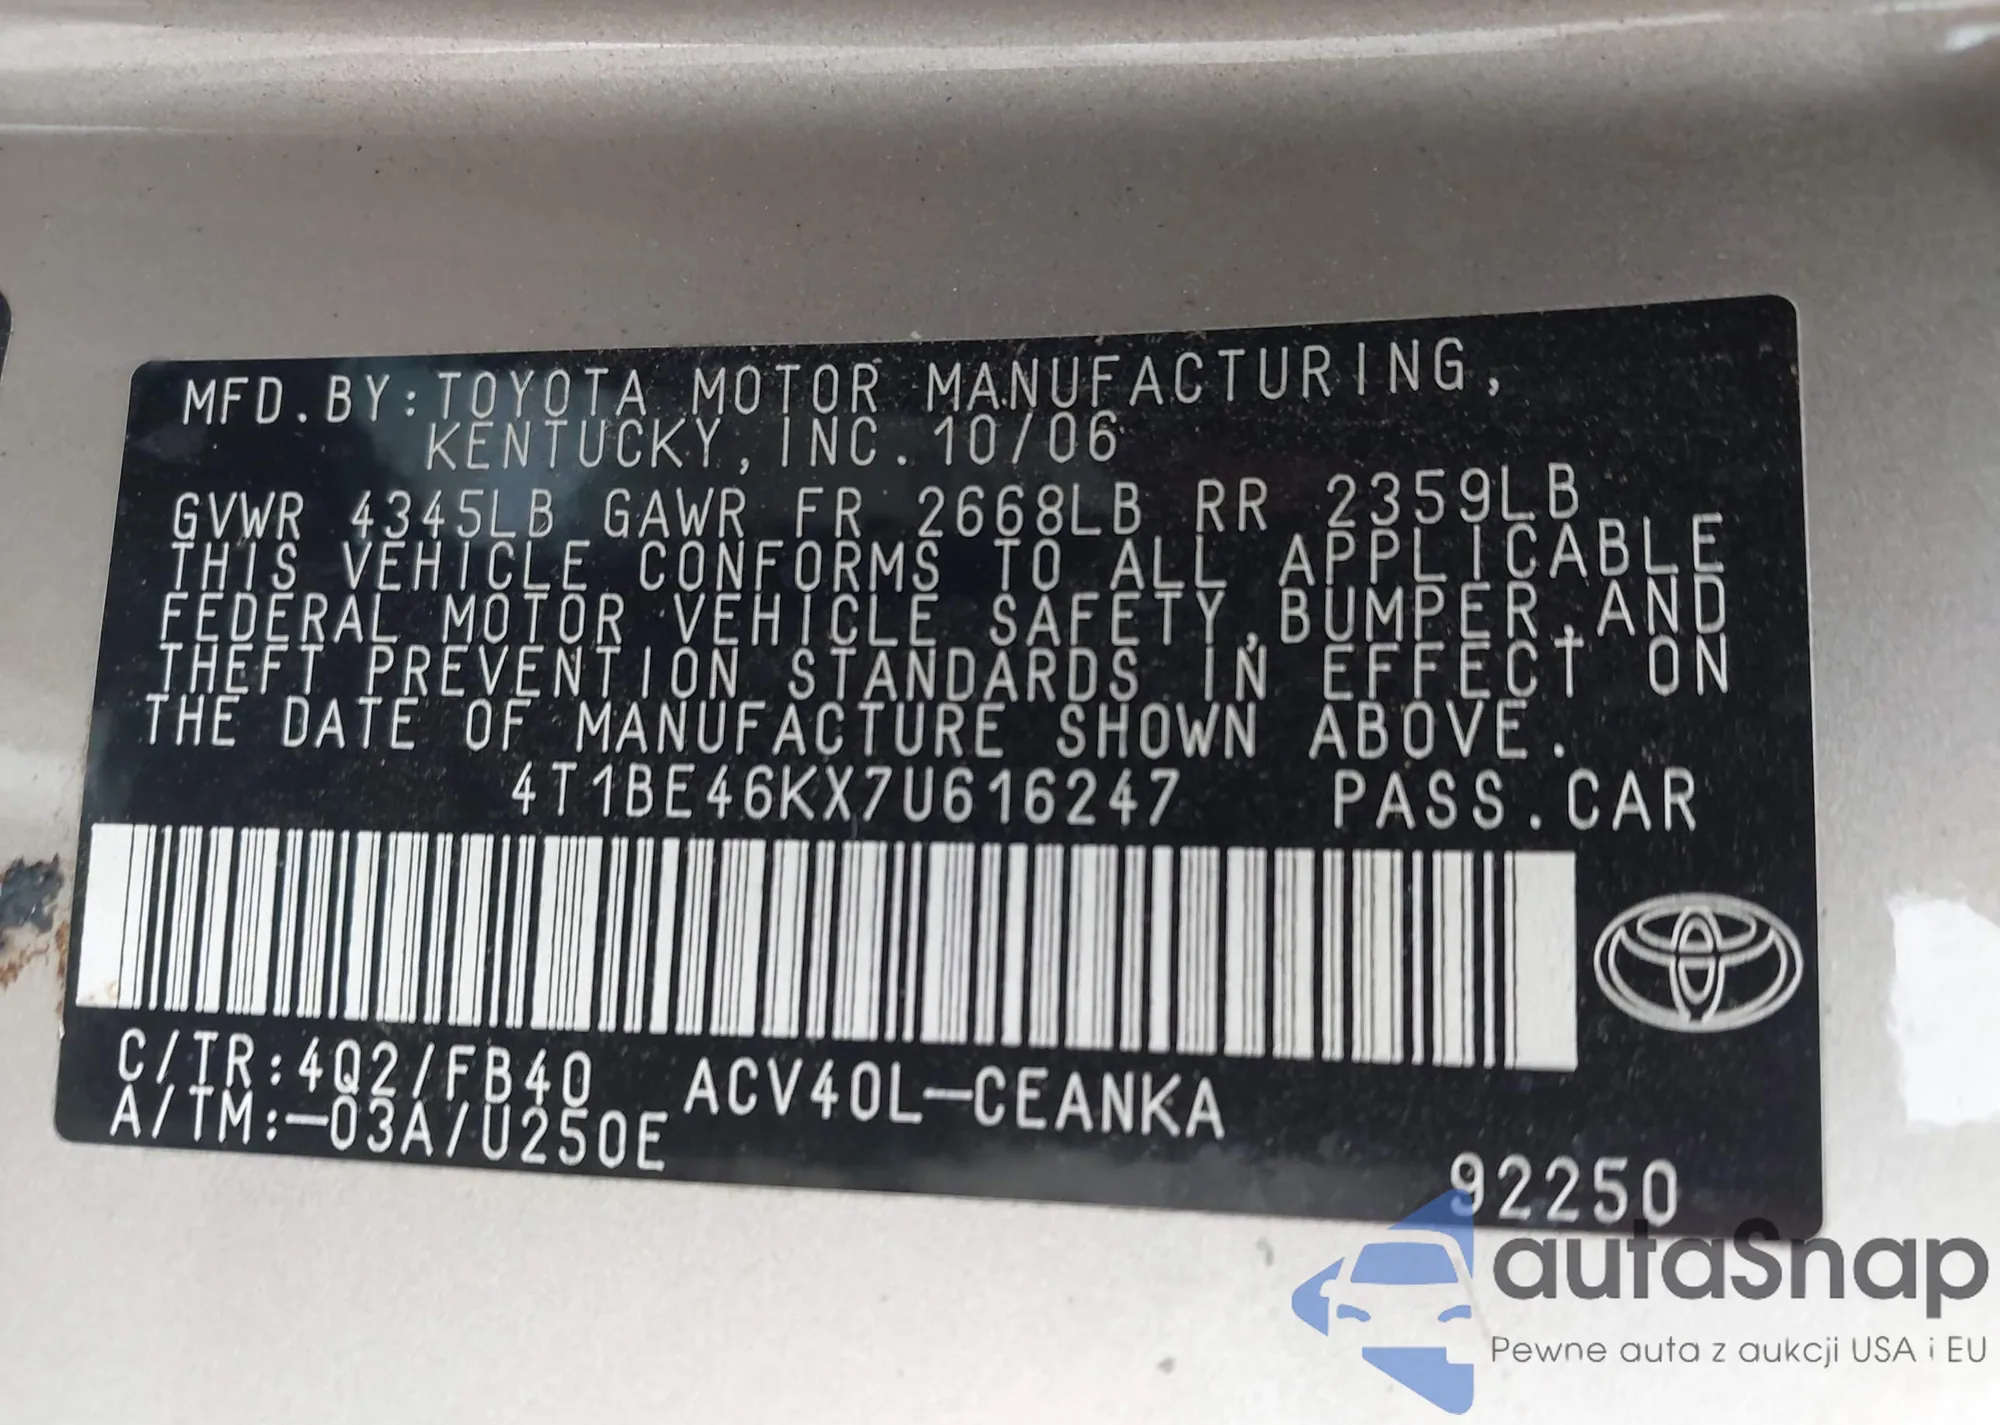 MFD.BY:TOYOTA MOTOR MANUFACTURING,
KENTUCKY, INC. 10/06
GVWR 4345LB GAWR FR 2668LB RR 2359LB
THIS VEHICLE CONFORMS TO ALL APPLICABLE
FEDERAL MOTOR VEHICLE SAFETY,BUMPER,AND
THEFT PREVENTION STANDARDS IN EFFECT ON
THE DATE OF MANUFACTURE SHOWN ABOVE.
4T1BE46KX7U616247 PASS.CAR
C/TR:4Q2/FB40 ACV40L-CEANKA
A/TM:-03A/U250E
92250
autaSnap
Pewne auta z aukcji USA i EU